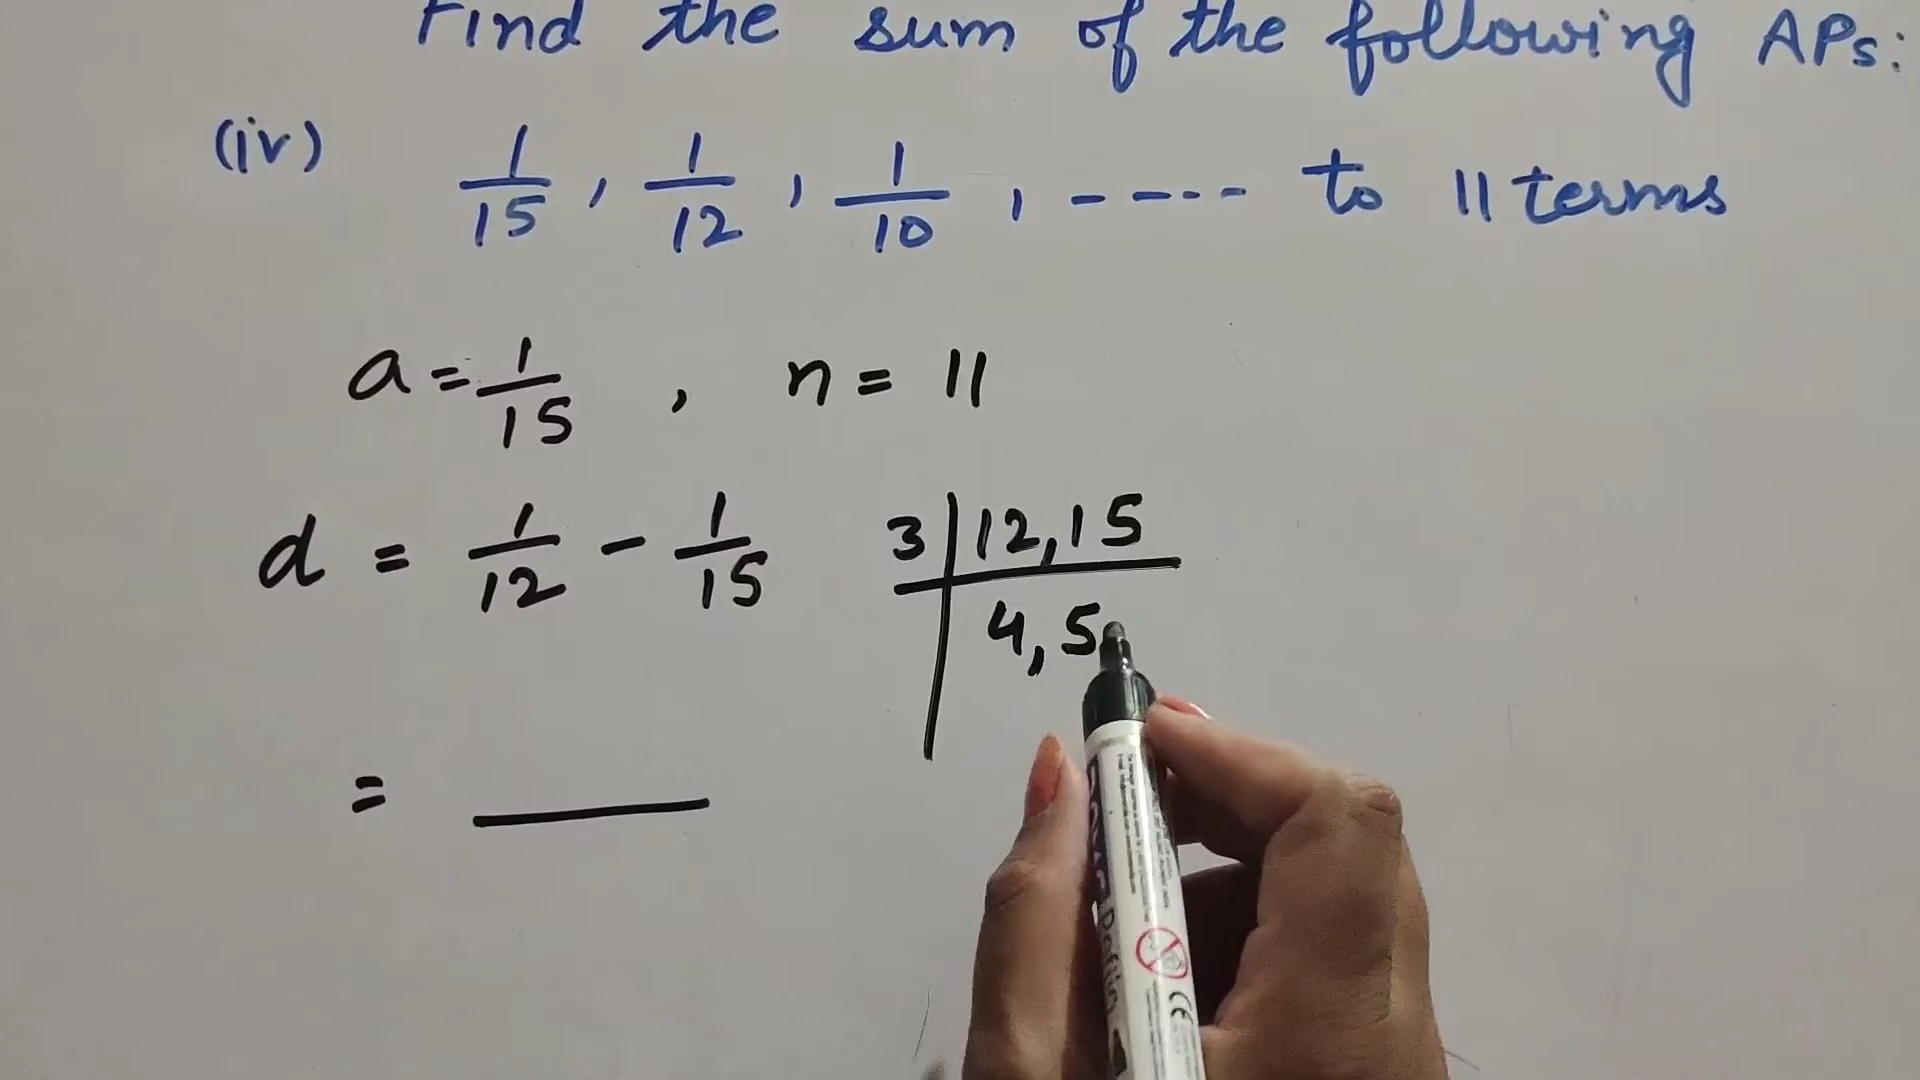 Find the sum of the following APs:
(iv) 1/15, 1/12, 1/10, ----- to 11 terms
a = 1/15, n = 11
d = 1/12 - 1/15
3 | 12, 15
4, 5
=
CE